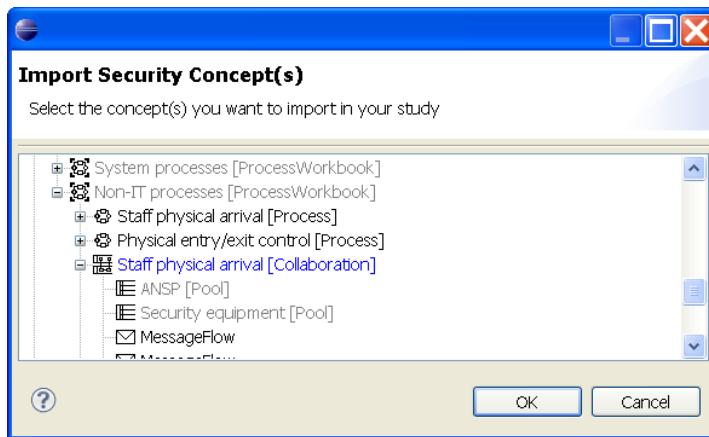 Import Security Concept(s)
Select the concept(s) you want to import in your study
System processes [ProcessWorkbook]
Non-IT processes [ProcessWorkbook]
Staff physical arrival [Process]
Physical entry/exit control [Process]
Staff physical arrival [Collaboration]
ANSP [Pool]
Security equipment [Pool]
MessageFlow
MessageFlow
OK
Cancel